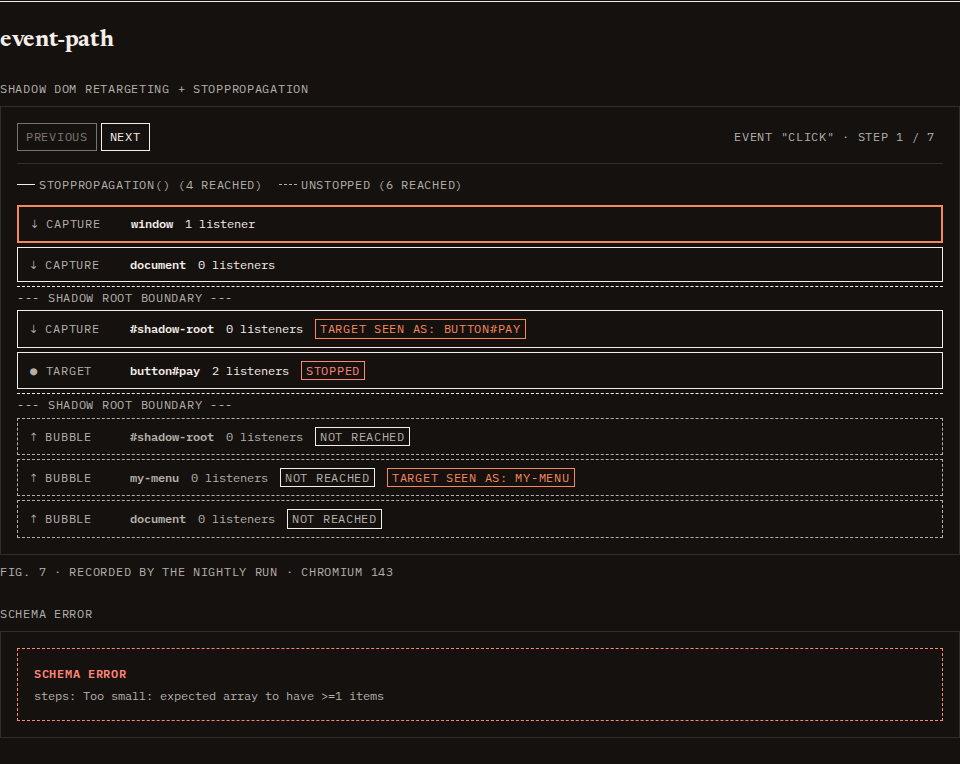 event-path
SHADOW DOM RETARGETING + STOPPROPAGATION
PREVIOUS NEXT EVENT "CLICK" · STEP 1 / 7
STOPPROPAGATION() (4 REACHED) UNSTOPPED (6 REACHED)
↓ CAPTURE window 1 listener
↓ CAPTURE document 0 listeners
--- SHADOW ROOT BOUNDARY ---
↓ CAPTURE #shadow-root 0 listeners TARGET SEEN AS: BUTTON#PAY
● TARGET button#pay 2 listeners STOPPED
--- SHADOW ROOT BOUNDARY ---
↑ BUBBLE #shadow-root 0 listeners NOT REACHED
↑ BUBBLE my-menu 0 listeners NOT REACHED TARGET SEEN AS: MY-MENU
↑ BUBBLE document 0 listeners NOT REACHED
FIG. 7 · RECORDED BY THE NIGHTLY RUN · CHROMIUM 143
SCHEMA ERROR
SCHEMA ERROR
steps: Too small: expected array to have >=1 items